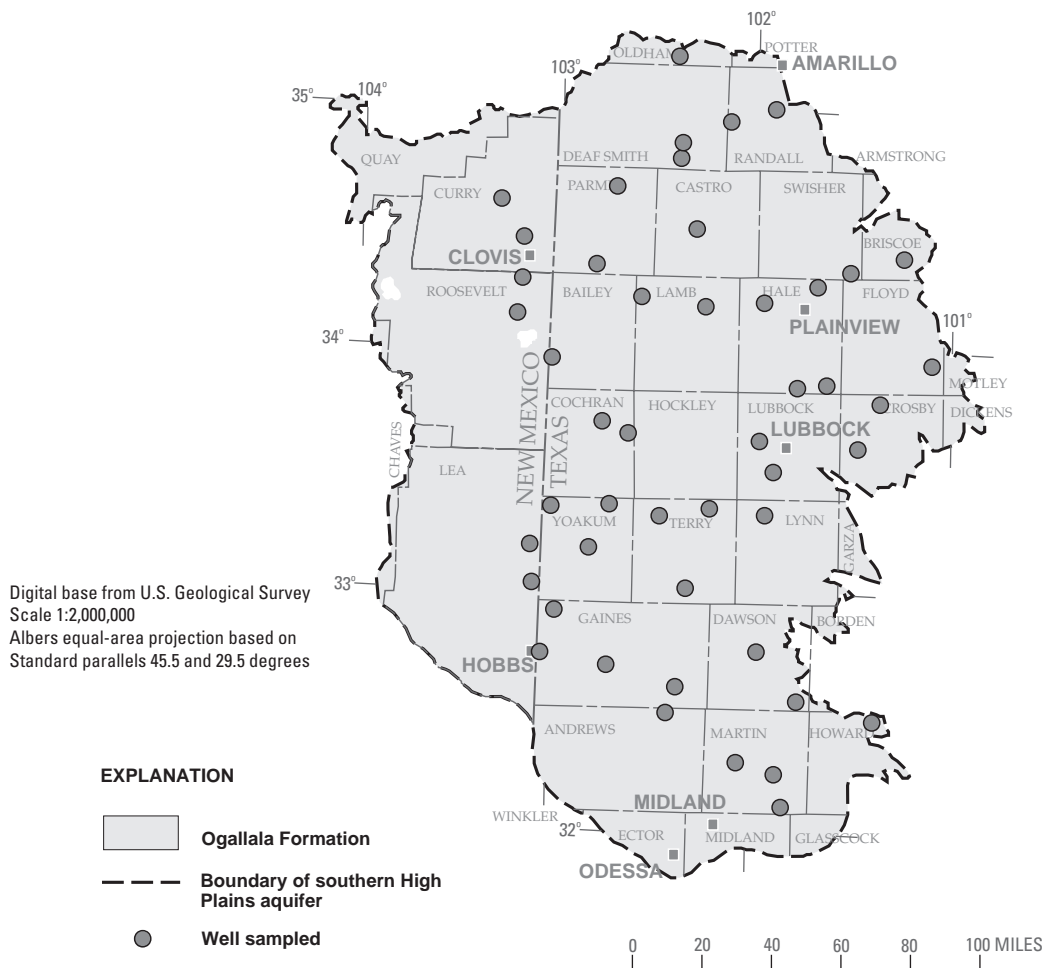 102°
OLDHAM
POTTER
AMARILLO
103°
104°
35°
QUAY
DEAF SMITH
RANDALL
ARMSTRONG
CURRY
PARMER
CASTRO
SWISHER
BRISCOE
CLOVIS
ROOSEVELT
BAILEY
LAMB
HALE
FLOYD
PLAINVIEW
34°
101°
MOTLEY
NEW MEXICO
TEXAS
COCHRAN
HOCKLEY
LUBBOCK
CROSBY
DICKENS
LUBBOCK
CHAVES
LEA
YOAKUM
TERRY
LYNN
GARZA
33°
Digital base from U.S. Geological Survey
Scale 1:2,000,000
Albers equal-area projection based on
Standard parallels 45.5 and 29.5 degrees
GAINES
DAWSON
BORDEN
HOBBS
ANDREWS
MARTIN
HOWARD
EXPLANATION
MIDLAND
WINKLER
32°
ECTOR
MIDLAND
GLASSCOCK
ODESSA
Ogallala Formation
Boundary of southern High
Plains aquifer
Well sampled
0 20 40 60 80 100 MILES